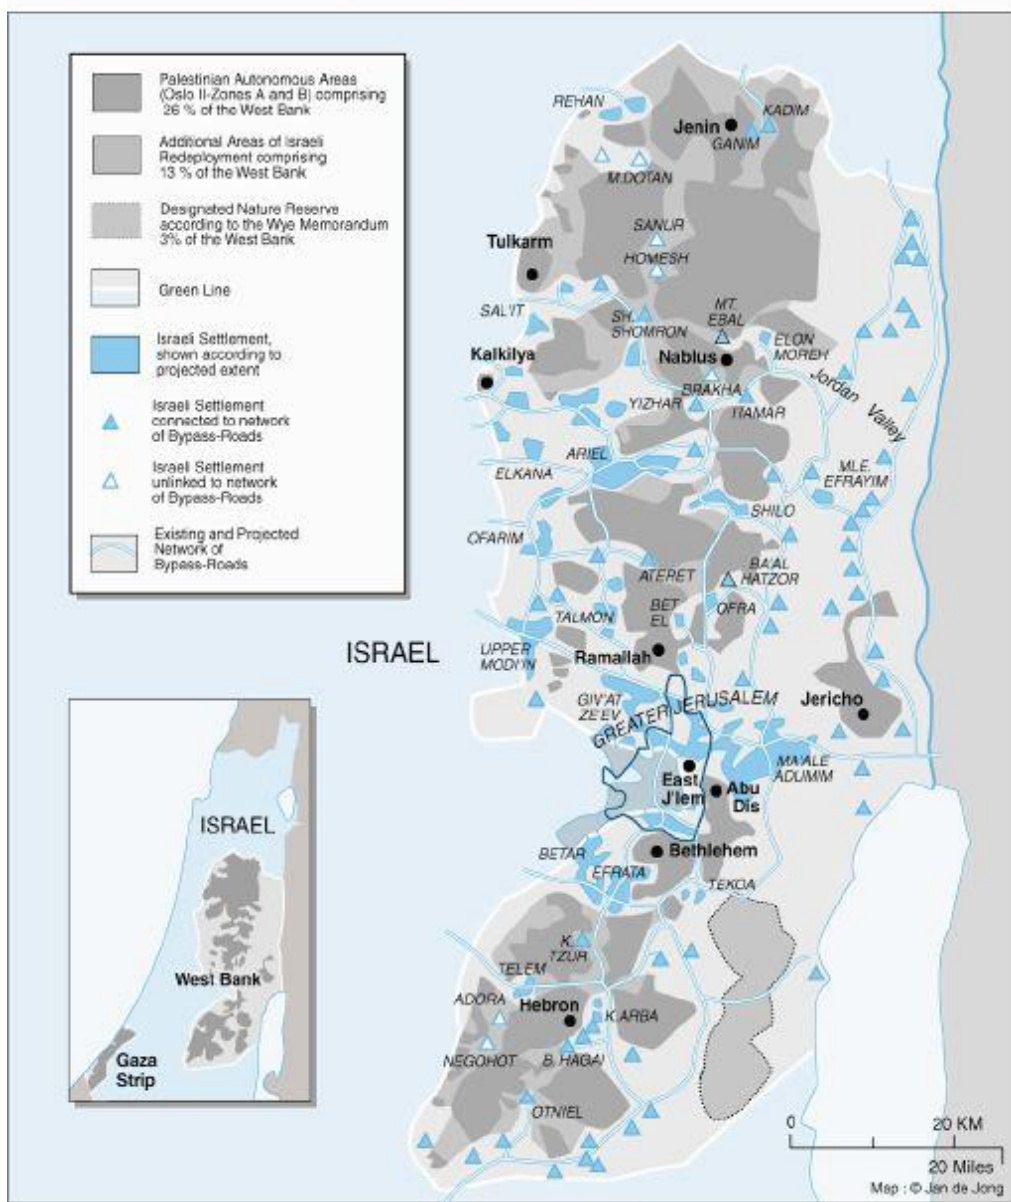 Palestinian Autonomous Areas
(Oslo II-Zones A and B) comprising
26 % of the West Bank
Additional Areas of Israeli
Redeployment comprising
13 % of the West Bank
Designated Nature Reserve
according to the Wye Memorandum
3% of the West Bank
Green Line
Israeli Settlement,
shown according to
projected extent
Israeli Settlement
connected to network
of Bypass-Roads
Israeli Settlement
unlinked to network
of Bypass-Roads
Existing and Projected
Network of
Bypass-Roads
REHAN
KADIM
Jenin
GANIM
M.DOTAN
SANUR
Tulkarm
HOMESH
SAL'IT
SH.
SHOMRON
MT.
EBAL
ELON
MOREH
Kalkilya
Nablus
BRAKHA
Jordan Valley
YIZHAR
ITAMAR
ARIEL
ELKANA
MLE.
EFRAYIM
SHILO
OFARIM
ATERET
BA'AL
HATZOR
TALMON
BET
EL
OFRA
ISRAEL
UPPER
MODI'IN
Ramallah
GIV'AT
ZE'EV
GREATER JERUSALEM
Jericho
MA'ALE
ADUMIM
East
J'lem
Abu
Dis
BETAR
Bethlehem
EFRATA
TEKOA
K.
TZUR
TELEM
ADORA
Hebron
K.ARBA
NEGOHOT
B. HAGAI
OTNIEL
ISRAEL
West Bank
Gaza
Strip
0 20 KM
20 Miles
Map : © Jan de Jong